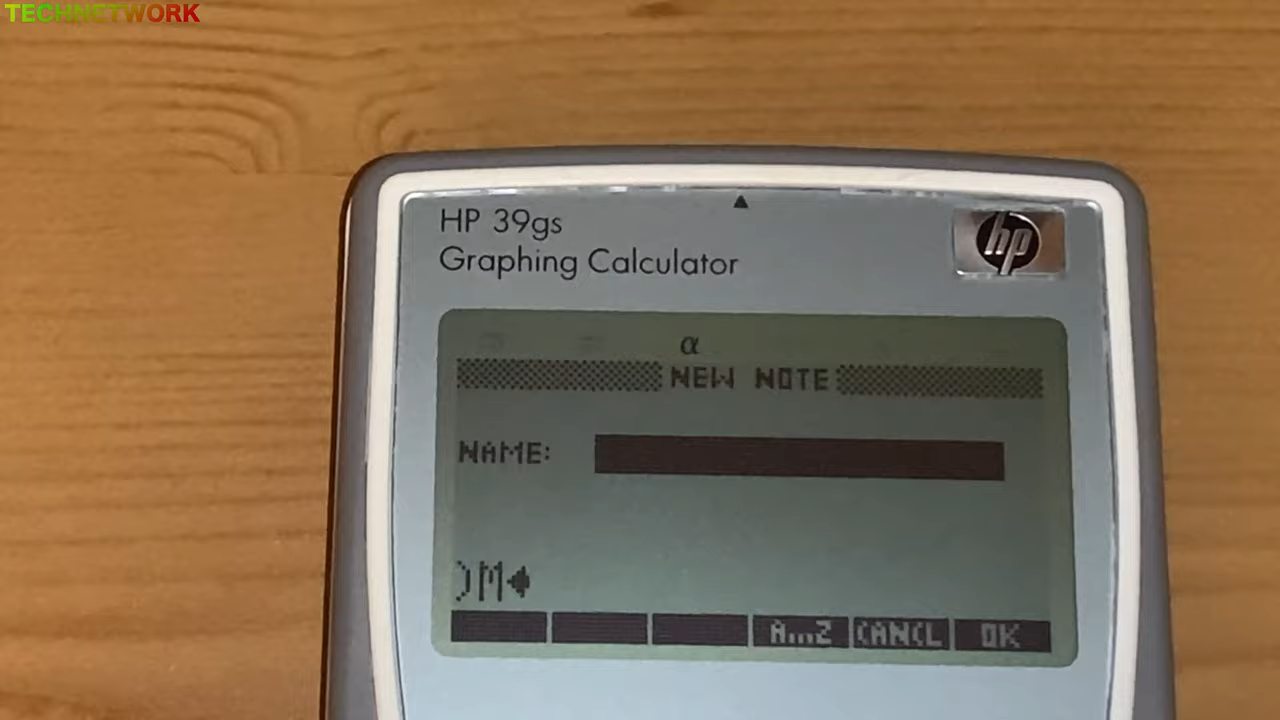 TECHNETWORK
HP 39gs
Graphing Calculator
hp
α
NEW NOTE
NAME:
)M
A...Z CANCL OK